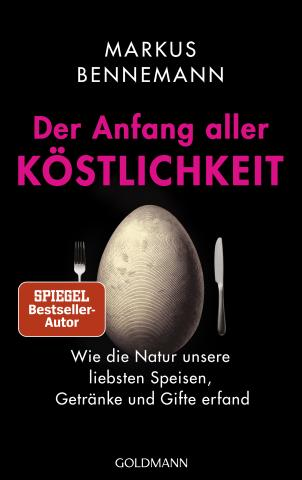 MARKUS
BENNEMANN
Der Anfang aller
KÖSTLICHKEIT
SPIEGEL
Bestseller-
Autor
Wie die Natur unsere
liebsten Speisen,
Getränke und Gifte erfand
GOLDMANN